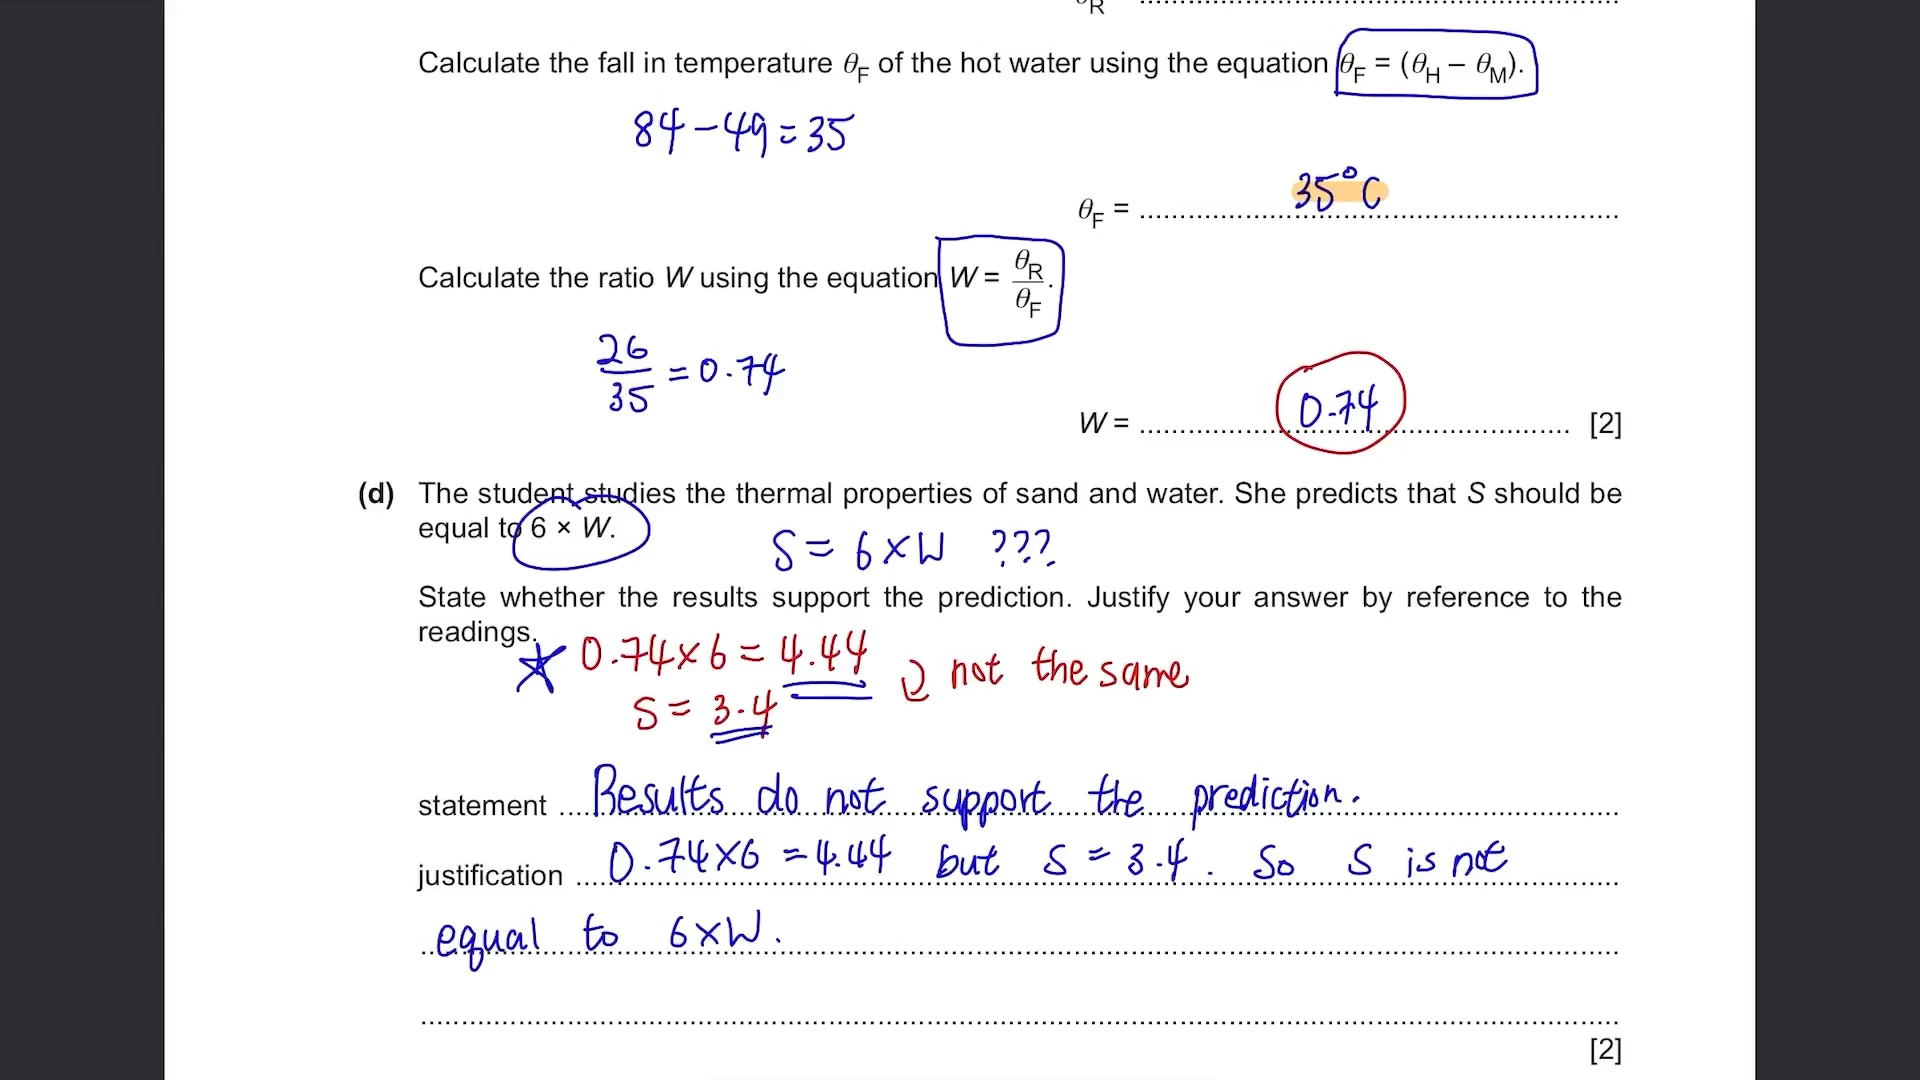 θR ..........
Calculate the fall in temperature θF of the hot water using the equation θF = (θH − θM).
84 − 49 = 35
35°C
θF = ..........
Calculate the ratio W using the equation W = θR/θF.
26/35 = 0.74
W = .......... 0.74 .......... [2]
(d) The student studies the thermal properties of sand and water. She predicts that S should be
equal to 6 × W.
S = 6 × W ???
State whether the results support the prediction. Justify your answer by reference to the
readings.
0.74 × 6 = 4.44
not the same
S = 3.4
statement Results do not support the prediction.
justification 0.74 × 6 = 4.44 but S = 3.4. So S is not
equal to 6 × W.
[2]